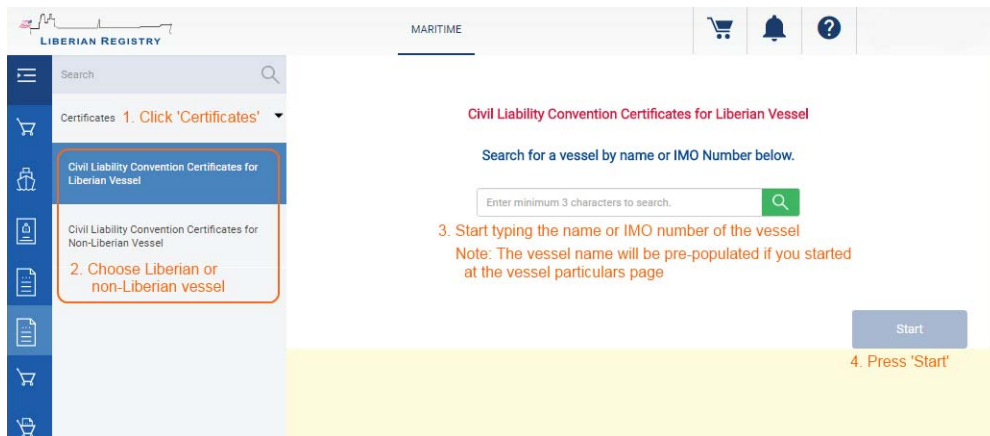 LIBERIAN REGISTRY
MARITIME
Search
Certificates 1. Click 'Certificates'
Civil Liability Convention Certificates for
Liberian Vessel
Civil Liability Convention Certificates for
Non-Liberian Vessel
2. Choose Liberian or
non-Liberian vessel
Civil Liability Convention Certificates for Liberian Vessel
Search for a vessel by name or IMO Number below.
Enter minimum 3 characters to search.
3. Start typing the name or IMO number of the vessel
Note: The vessel name will be pre-populated if you started
at the vessel particulars page
Start
4. Press 'Start'